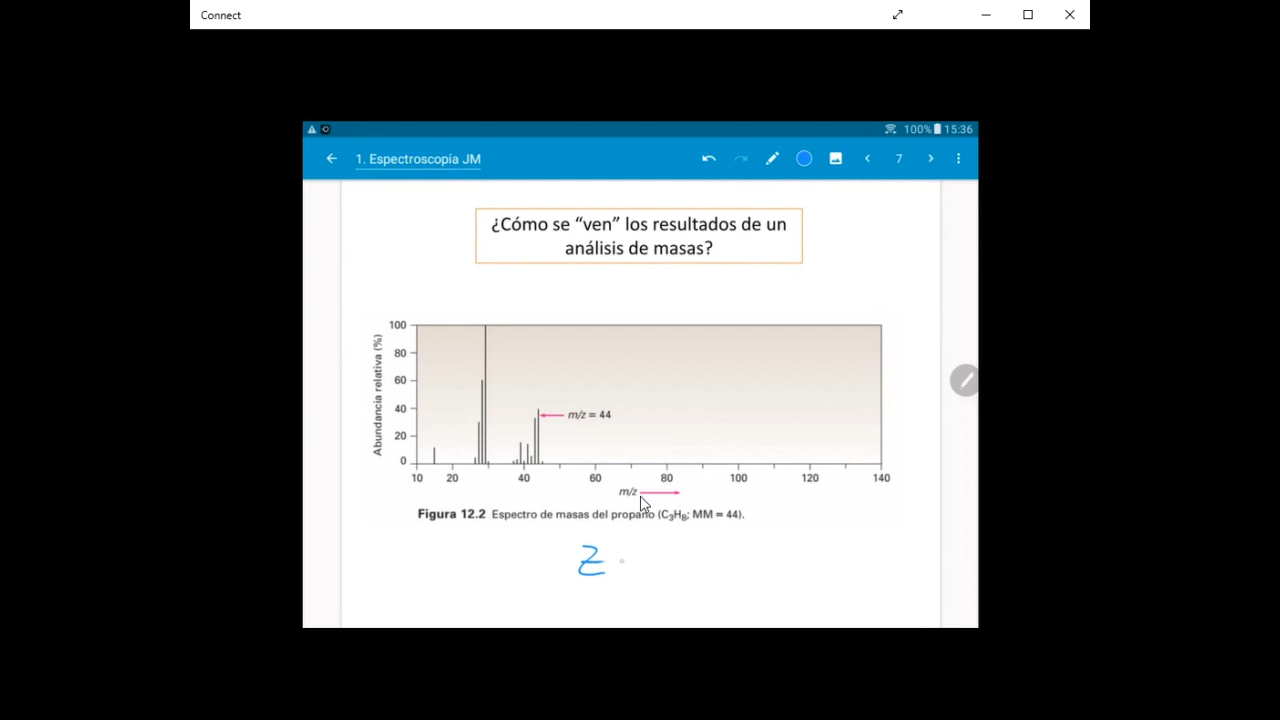 Connect
100% 15:36
1. Espectroscopía JM
7
¿Cómo se “ven” los resultados de un
análisis de masas?
Abundancia relativa (%)
100
80
60
40
20
0
m/z = 44
10 20 40 60 80 100 120 140
m/z
Figura 12.2 Espectro de masas del propano (C₃H₈; MM = 44).
Z